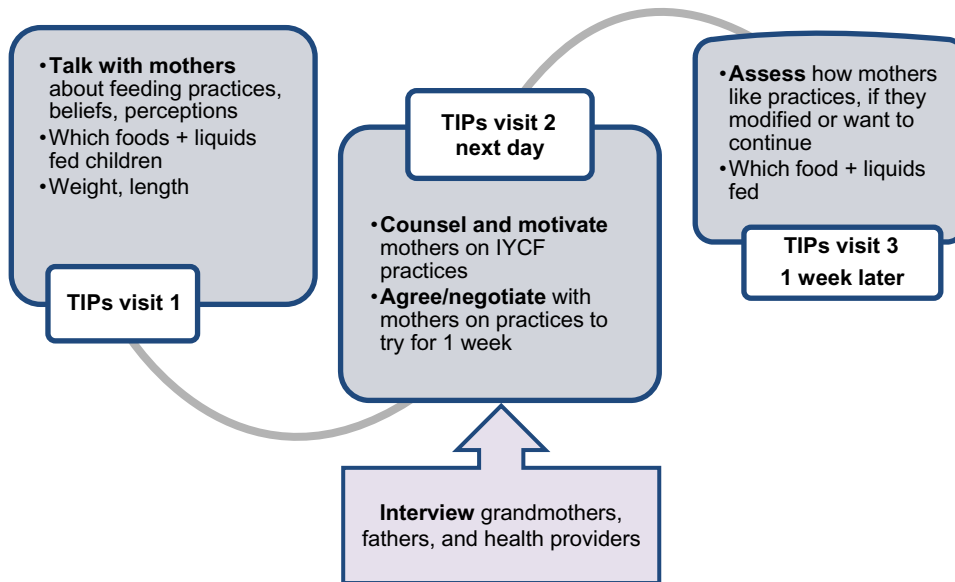 •Talk with mothers
about feeding practices,
beliefs, perceptions
•Which foods + liquids
fed children
•Weight, length
TIPs visit 1
TIPs visit 2
next day
•Counsel and motivate
mothers on IYCF
practices
•Agree/negotiate with
mothers on practices to
try for 1 week
•Assess how mothers
like practices, if they
modified or want to
continue
•Which food + liquids
fed
TIPs visit 3
1 week later
Interview grandmothers,
fathers, and health providers